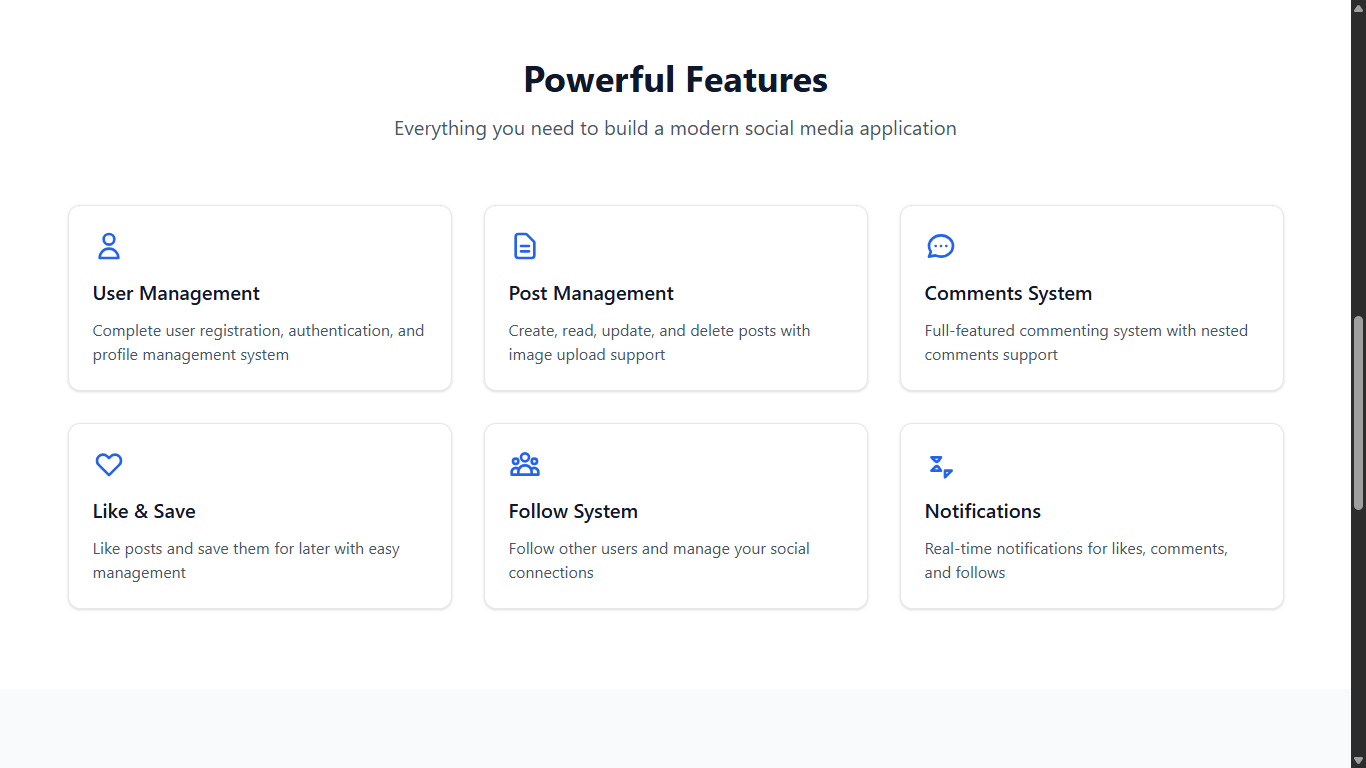 Powerful Features
Everything you need to build a modern social media application
User Management
Complete user registration, authentication, and
profile management system
Post Management
Create, read, update, and delete posts with
image upload support
Comments System
Full-featured commenting system with nested
comments support
Like & Save
Like posts and save them for later with easy
management
Follow System
Follow other users and manage your social
connections
Notifications
Real-time notifications for likes, comments,
and follows